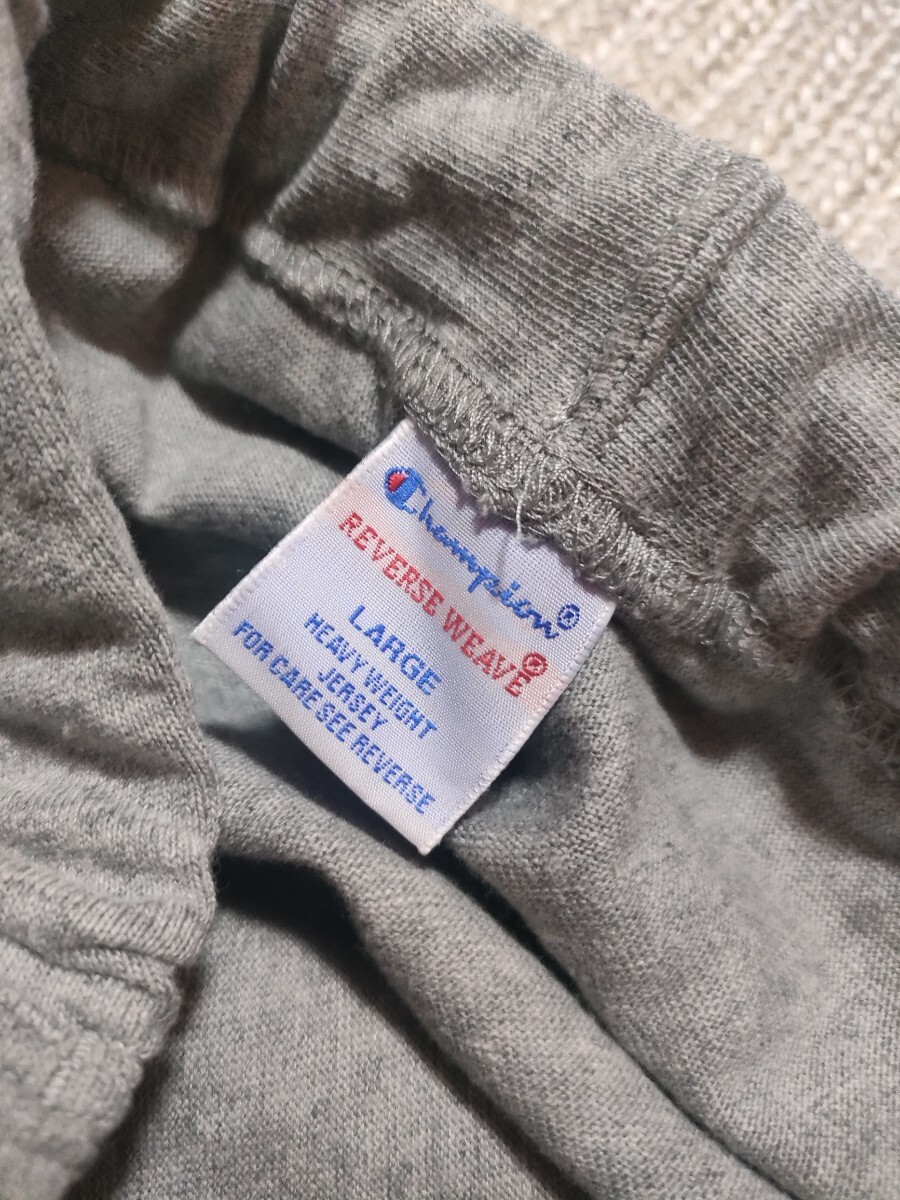 Champion®
REVERSE WEAVE®
LARGE
HEAVY WEIGHT
JERSEY
FOR CARE SEE REVERSE